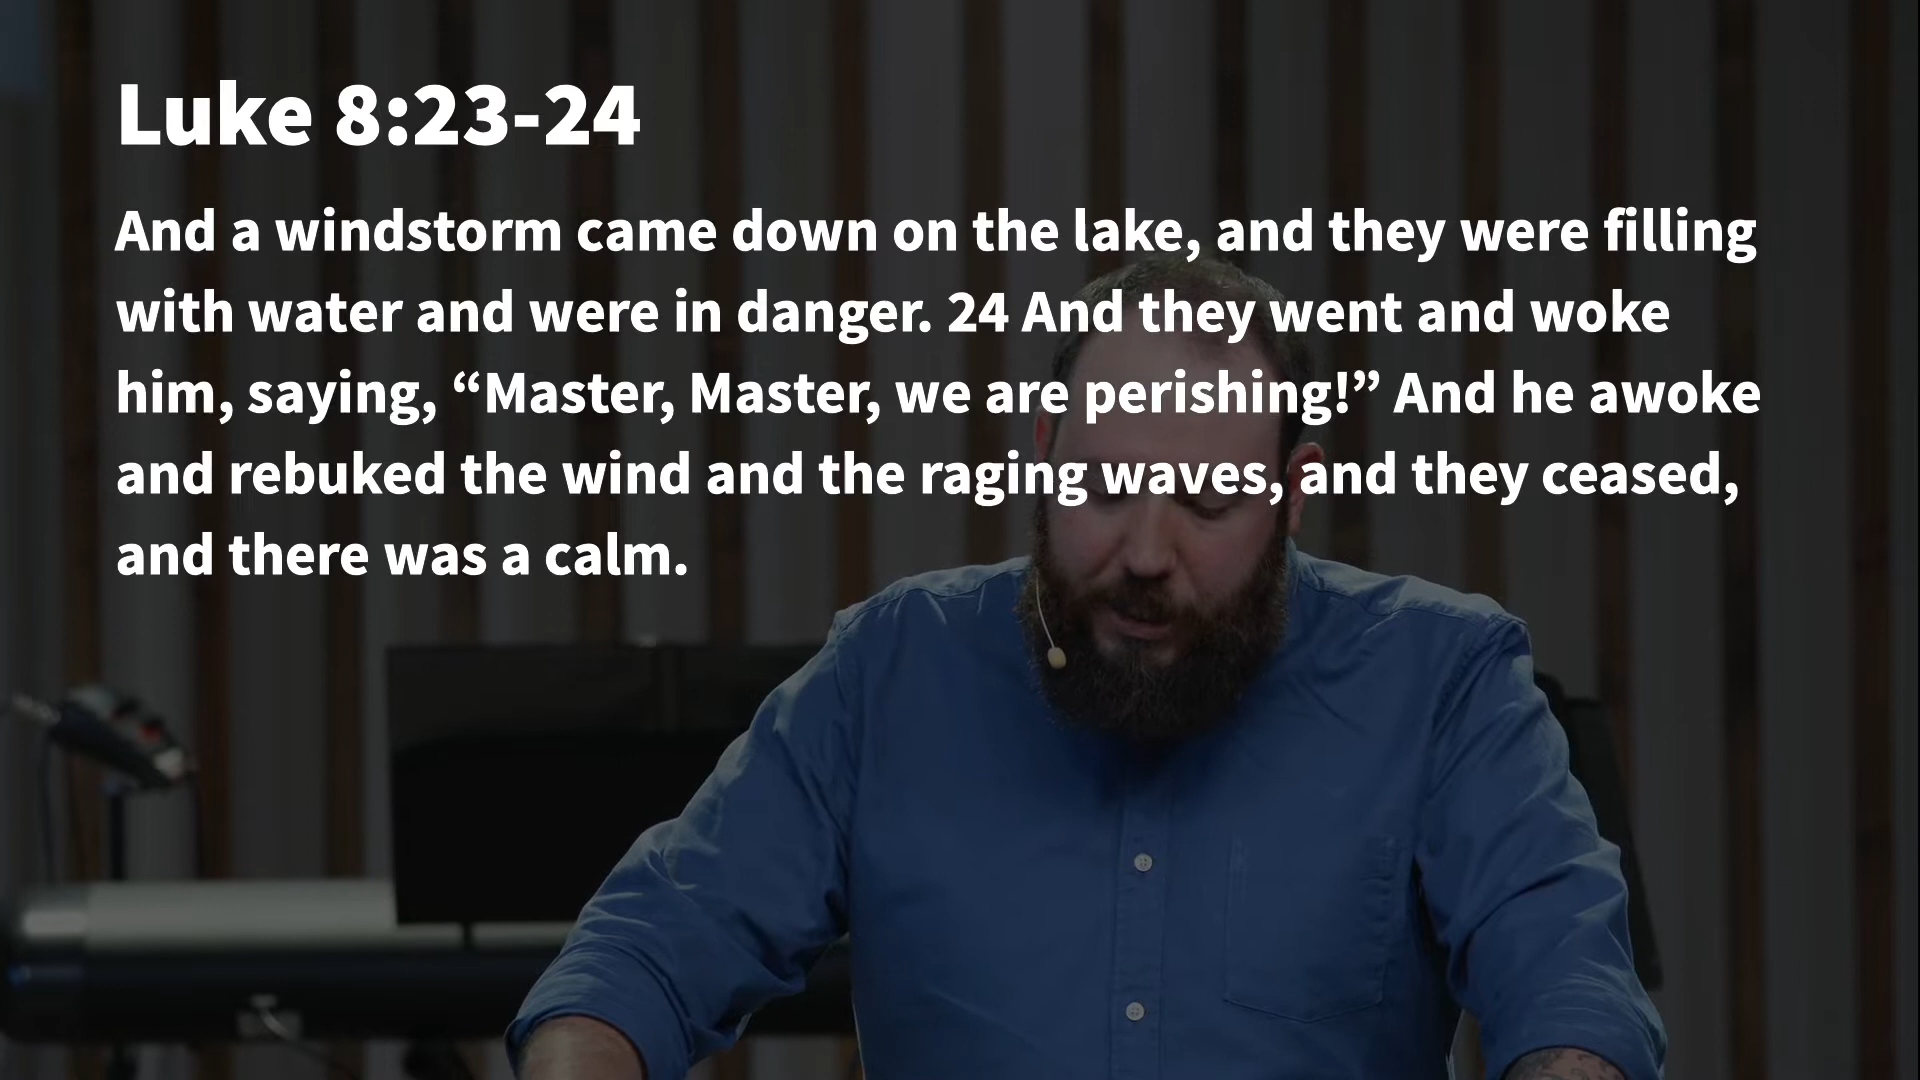 Luke 8:23-24
And a windstorm came down on the lake, and they were filling
with water and were in danger. 24 And they went and woke
him, saying, “Master, Master, we are perishing!” And he awoke
and rebuked the wind and the raging waves, and they ceased,
and there was a calm.